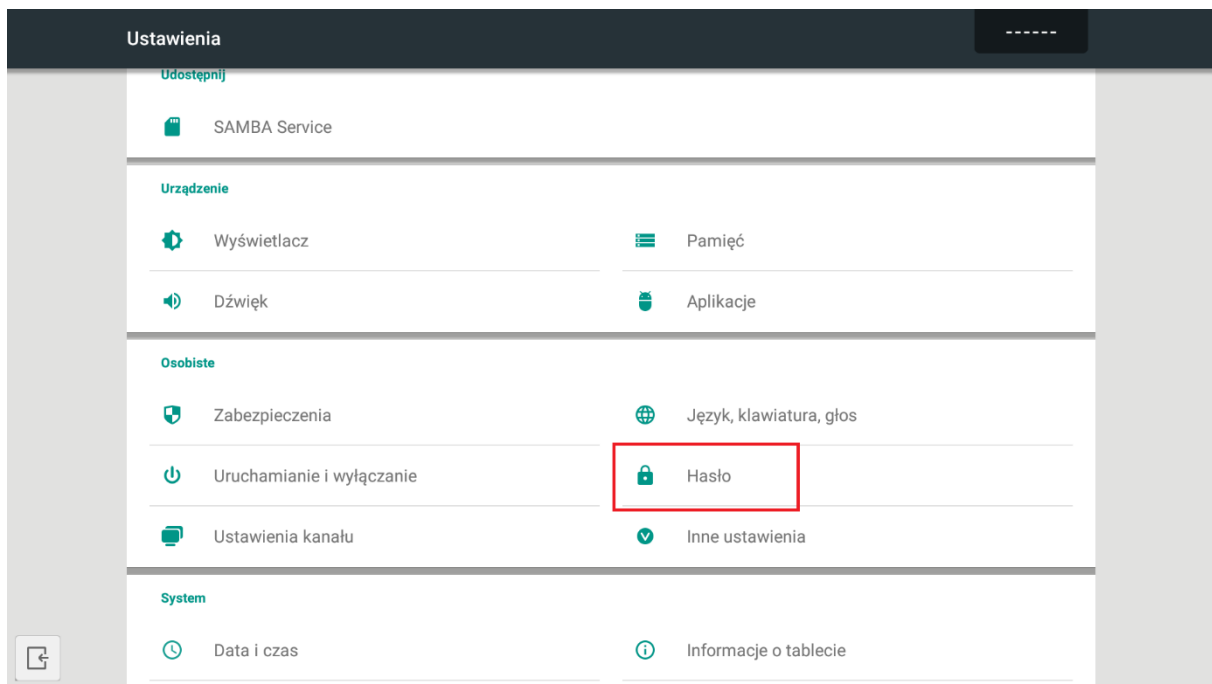 Ustawienia
------
Udostępnij
SAMBA Service
Urządzenie
Wyświetlacz
Pamięć
Dźwięk
Aplikacje
Osobiste
Zabezpieczenia
Język, klawiatura, głos
Uruchamianie i wyłączanie
Hasło
Ustawienia kanału
Inne ustawienia
System
Data i czas
Informacje o tablecie